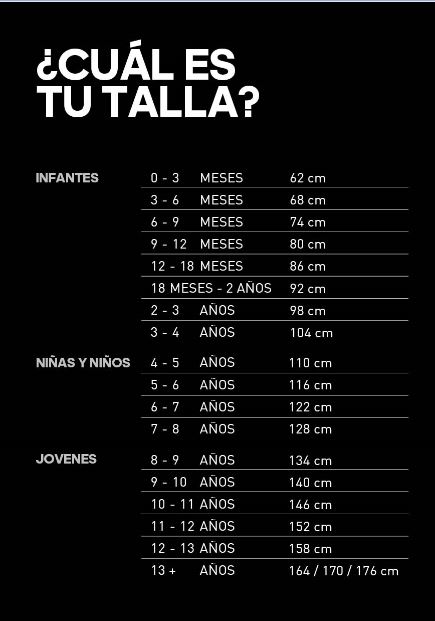 ¿CUÁL ES
TU TALLA?
INFANTES 0 - 3 MESES 62 cm
3 - 6 MESES 68 cm
6 - 9 MESES 74 cm
9 - 12 MESES 80 cm
12 - 18 MESES 86 cm
18 MESES - 2 AÑOS 92 cm
2 - 3 AÑOS 98 cm
3 - 4 AÑOS 104 cm
NIÑAS Y NIÑOS 4 - 5 AÑOS 110 cm
5 - 6 AÑOS 116 cm
6 - 7 AÑOS 122 cm
7 - 8 AÑOS 128 cm
JOVENES 8 - 9 AÑOS 134 cm
9 - 10 AÑOS 140 cm
10 - 11 AÑOS 146 cm
11 - 12 AÑOS 152 cm
12 - 13 AÑOS 158 cm
13 + AÑOS 164 / 170 / 176 cm